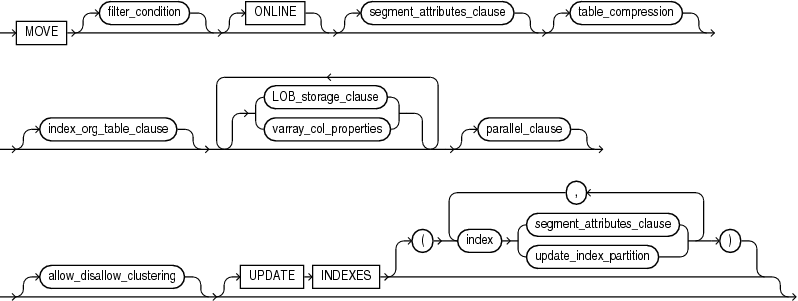 MOVE filter_condition ONLINE segment_attributes_clause table_compression
index_org_table_clause LOB_storage_clause varray_col_properties parallel_clause
,
allow_disallow_clustering UPDATE INDEXES ( index segment_attributes_clause update_index_partition )